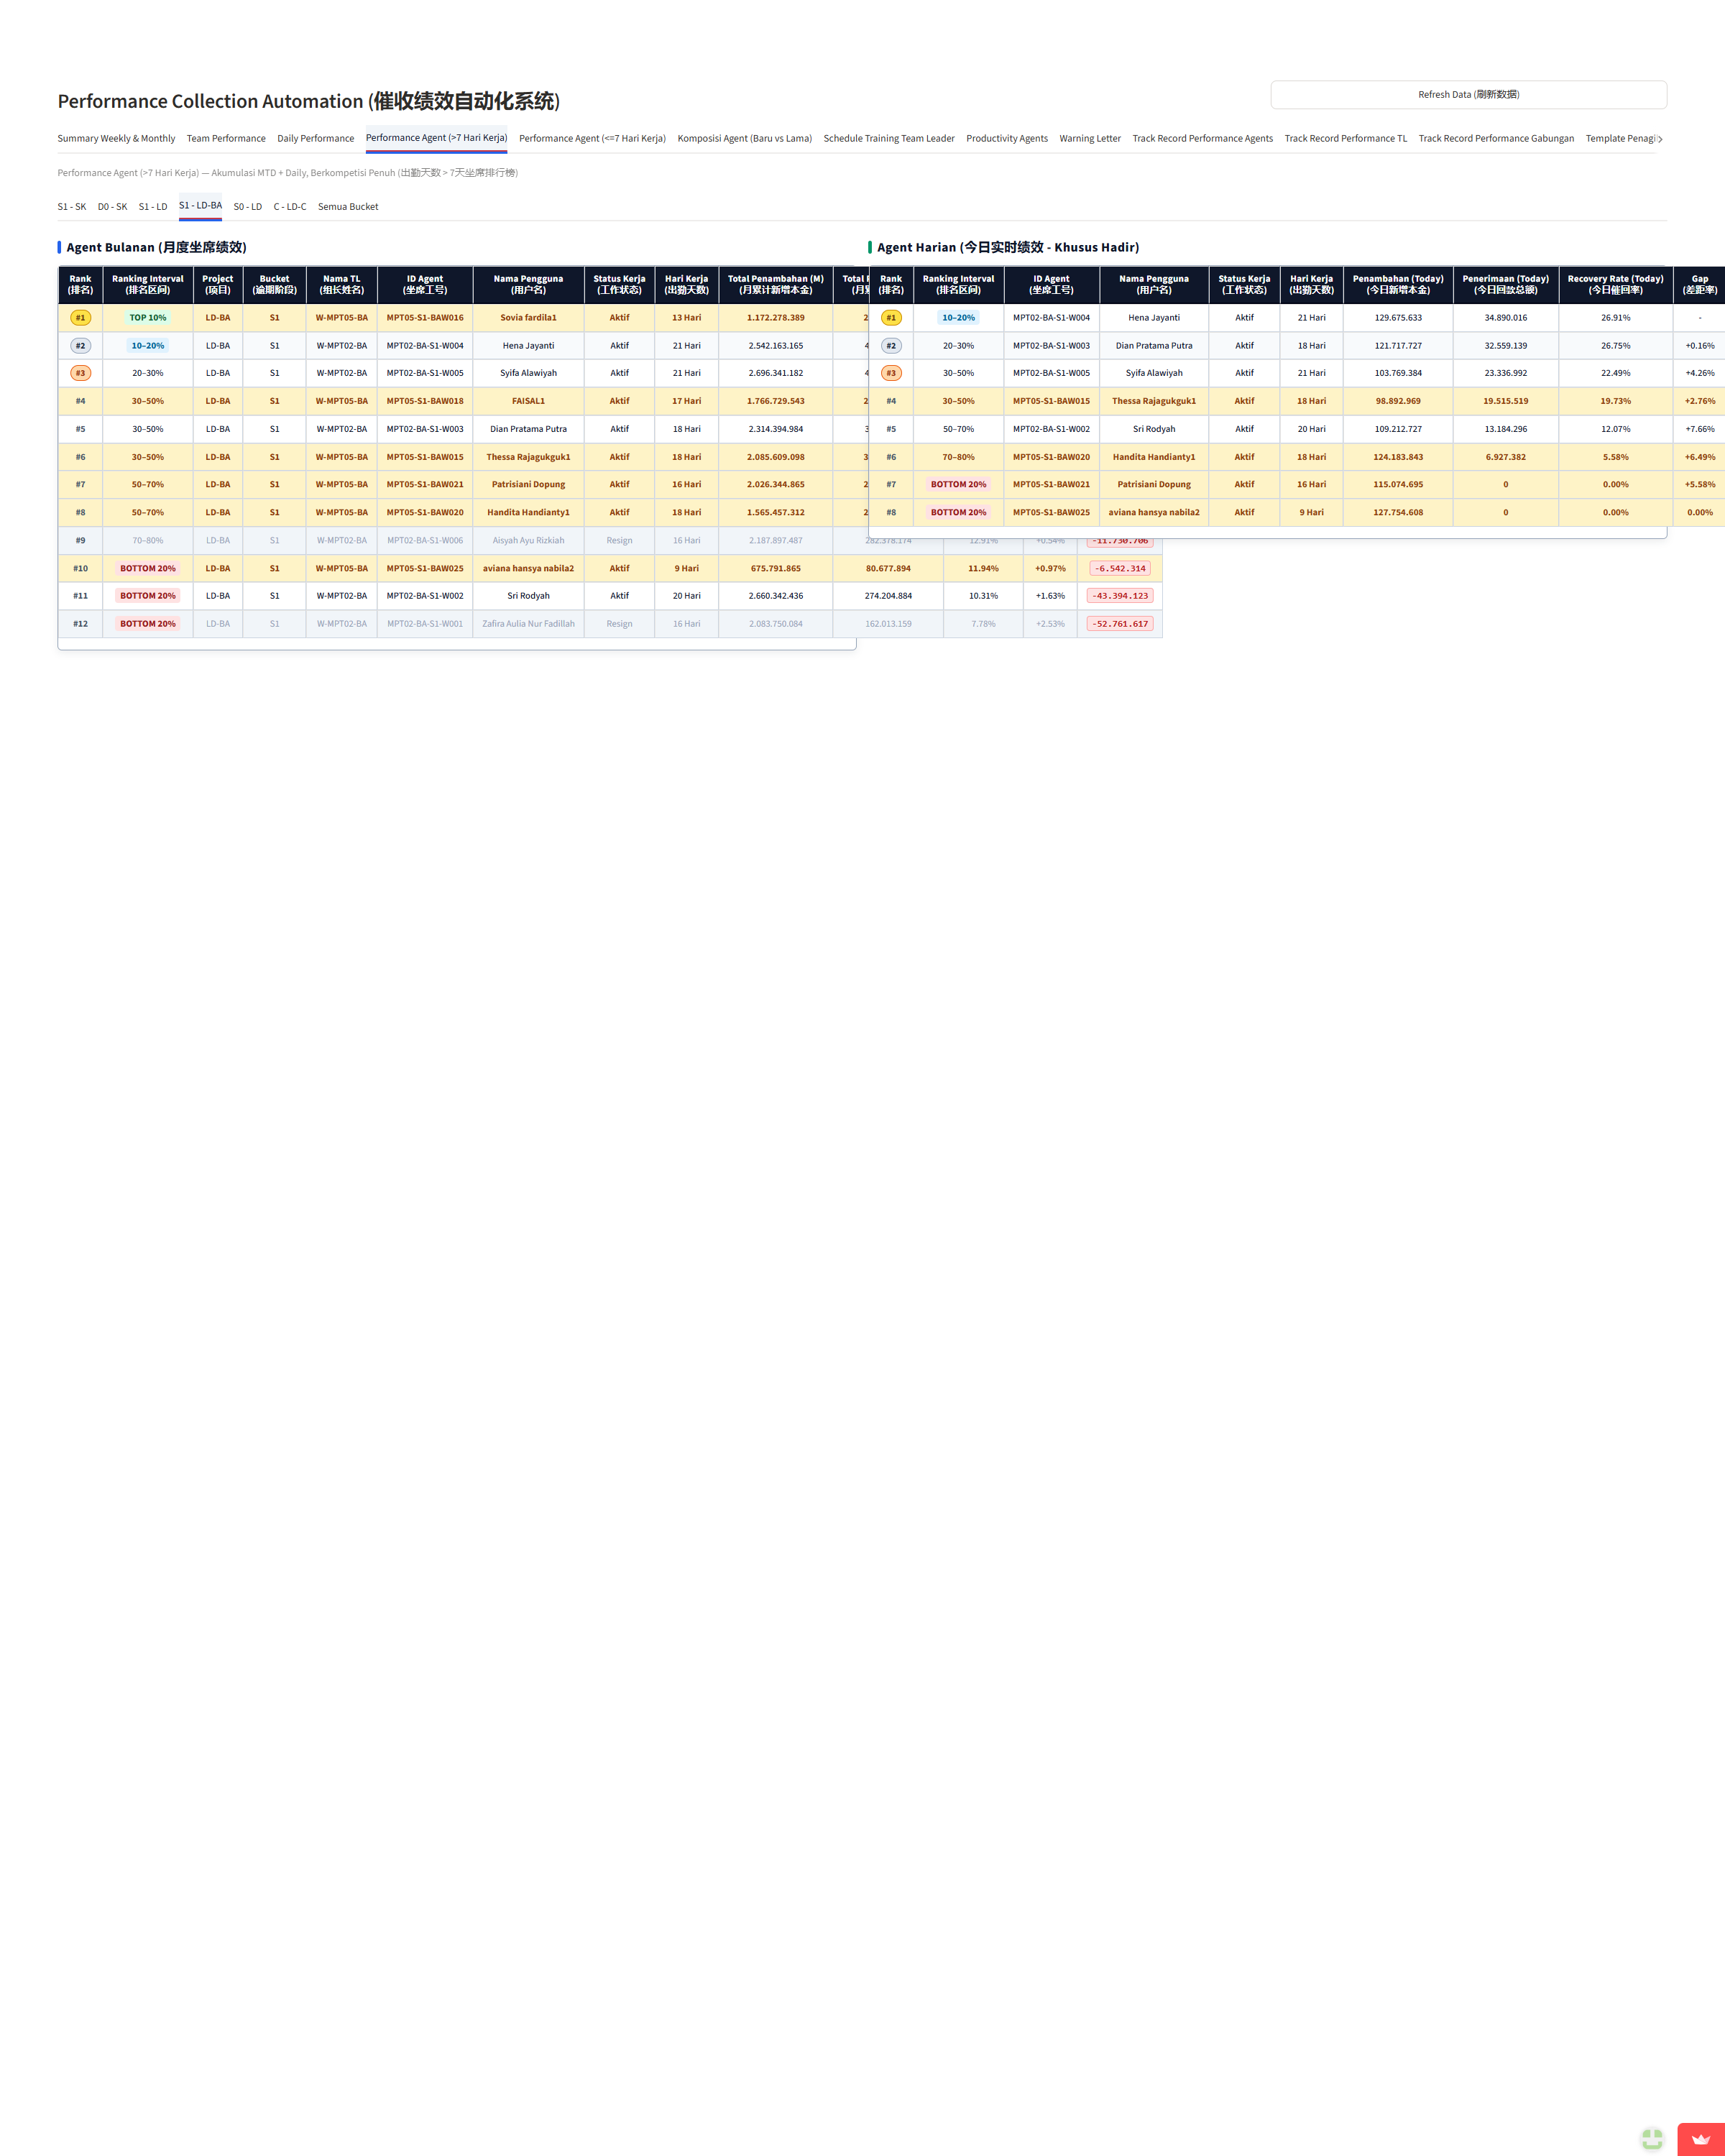 Performance Collection Automation (催收绩效自动化系统)
Refresh Data (刷新数据)
Summary Weekly & Monthly Team Performance Daily Performance Performance Agent (>7 Hari Kerja) Performance Agent (<=7 Hari Kerja) Komposisi Agent (Baru vs Lama) Schedule Training Team Leader Productivity Agents Warning Letter Track Record Performance Agents Track Record Performance TL Track Record Performance Gabungan Template Penagi
Performance Agent (>7 Hari Kerja) — Akumulasi MTD + Daily, Berkompetisi Penuh (出勤天数 > 7天坐席排行榜)
S1 - SK D0 - SK S1 - LD S1 - LD-BA S0 - LD C - LD-C Semua Bucket
Agent Bulanan (月度坐席绩效)
Rank Ranking Interval Project Bucket Nama TL ID Agent Nama Pengguna Status Kerja Hari Kerja Total Penambahan (M) Total
(排名) (排名区间) (项目) (逾期阶段) (组长姓名) (坐席工号) (用户名) (工作状态) (出勤天数) (月累计新增本金)
#1 TOP 10% LD-BA S1 W-MPT05-BA MPT05-S1-BAW016 Sovia fardila1 Aktif 13 Hari 1.172.278.389 2
#2 10–20% LD-BA S1 W-MPT02-BA MPT02-BA-S1-W004 Hena Jayanti Aktif 21 Hari 2.542.163.165 4
#3 20–30% LD-BA S1 W-MPT02-BA MPT02-BA-S1-W005 Syifa Alawiyah Aktif 21 Hari 2.696.341.182 4
#4 30–50% LD-BA S1 W-MPT05-BA MPT05-S1-BAW018 FAISAL1 Aktif 17 Hari 1.766.729.543 2
#5 30–50% LD-BA S1 W-MPT02-BA MPT02-BA-S1-W003 Dian Pratama Putra Aktif 18 Hari 2.314.394.984 3
#6 30–50% LD-BA S1 W-MPT05-BA MPT05-S1-BAW015 Thessa Rajagukguk1 Aktif 18 Hari 2.085.609.098 3
#7 50–70% LD-BA S1 W-MPT05-BA MPT05-S1-BAW021 Patrisiani Dopung Aktif 16 Hari 2.026.344.865 2
#8 50–70% LD-BA S1 W-MPT05-BA MPT05-S1-BAW020 Handita Handianty1 Aktif 18 Hari 1.565.457.312 2
#9 70–80% LD-BA S1 W-MPT02-BA MPT02-BA-S1-W006 Aisyah Ayu Rizkiah Resign 16 Hari 2.187.897.487 282.378.174 12.91% +0.54% -11.730.706
#10 BOTTOM 20% LD-BA S1 W-MPT05-BA MPT05-S1-BAW025 aviana hansya nabila2 Aktif 9 Hari 675.791.865 80.677.894 11.94% +0.97% -6.542.314
#11 BOTTOM 20% LD-BA S1 W-MPT02-BA MPT02-BA-S1-W002 Sri Rodyah Aktif 20 Hari 2.660.342.436 274.204.884 10.31% +1.63% -43.394.123
#12 BOTTOM 20% LD-BA S1 W-MPT02-BA MPT02-BA-S1-W001 Zafira Aulia Nur Fadillah Resign 16 Hari 2.083.750.084 162.013.159 7.78% +2.53% -52.761.617
Agent Harian (今日实时绩效 - Khusus Hadir)
Rank Ranking Interval ID Agent Nama Pengguna Status Kerja Hari Kerja Penambahan (Today) Penerimaan (Today) Recovery Rate (Today) Gap
(排名) (排名区间) (坐席工号) (用户名) (工作状态) (出勤天数) (今日新增本金) (今日回款总额) (今日催回率) (差距率)
#1 10–20% MPT02-BA-S1-W004 Hena Jayanti Aktif 21 Hari 129.675.633 34.890.016 26.91% -
#2 20–30% MPT02-BA-S1-W003 Dian Pratama Putra Aktif 18 Hari 121.717.727 32.559.139 26.75% +0.16%
#3 30–50% MPT02-BA-S1-W005 Syifa Alawiyah Aktif 21 Hari 103.769.384 23.336.992 22.49% +4.26%
#4 30–50% MPT05-S1-BAW015 Thessa Rajagukguk1 Aktif 18 Hari 98.892.969 19.515.519 19.73% +2.76%
#5 50–70% MPT02-BA-S1-W002 Sri Rodyah Aktif 20 Hari 109.212.727 13.184.296 12.07% +7.66%
#6 70–80% MPT05-S1-BAW020 Handita Handianty1 Aktif 18 Hari 124.183.843 6.927.382 5.58% +6.49%
#7 BOTTOM 20% MPT05-S1-BAW021 Patrisiani Dopung Aktif 16 Hari 115.074.695 0 0.00% +5.58%
#8 BOTTOM 20% MPT05-S1-BAW025 aviana hansya nabila2 Aktif 9 Hari 127.754.608 0 0.00% 0.00%